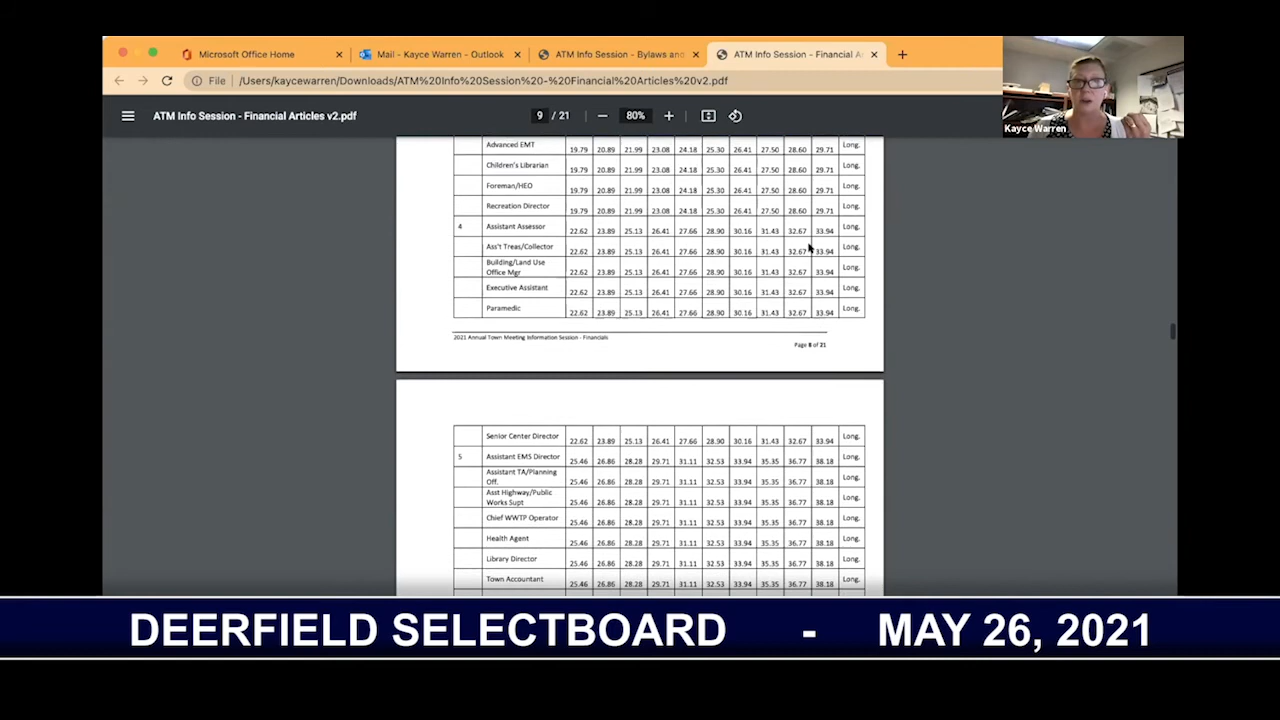 Microsoft Office Home
Mail - Kayce Warren - Outlook
ATM Info Session - Bylaws and
ATM Info Session - Financial A
File /Users/kaycewarren/Downloads/ATM%20Info%20Session%20-%20Financial%20Articles%20v2.pdf
Kayce Warren
ATM Info Session - Financial Articles v2.pdf
9 / 21
80%
Advanced EMT 19.79 20.89 21.99 23.08 24.18 25.30 26.41 27.50 28.60 29.71 Long.
Children's Librarian 19.79 20.89 21.99 23.08 24.18 25.30 26.41 27.50 28.60 29.71 Long.
Foreman/HEO 19.79 20.89 21.99 23.08 24.18 25.30 26.41 27.50 28.60 29.71 Long.
Recreation Director 19.79 20.89 21.99 23.08 24.18 25.30 26.41 27.50 28.60 29.71 Long.
4 Assistant Assessor 22.62 23.89 25.13 26.41 27.66 28.90 30.16 31.43 32.67 33.94 Long.
Ass't Treas/Collector 22.62 23.89 25.13 26.41 27.66 28.90 30.16 31.43 32.67 33.94 Long.
Building/Land Use
Office Mgr 22.62 23.89 25.13 26.41 27.66 28.90 30.16 31.43 32.67 33.94 Long.
Executive Assistant 22.62 23.89 25.13 26.41 27.66 28.90 30.16 31.43 32.67 33.94 Long.
Paramedic 22.62 23.89 25.13 26.41 27.66 28.90 30.16 31.43 32.67 33.94 Long.
2021 Annual Town Meeting Information Session - Financials
Page 8 of 21
Senior Center Director 22.62 23.89 25.13 26.41 27.66 28.90 30.16 31.43 32.67 33.94 Long.
5 Assistant EMS Director 25.46 26.86 28.28 29.71 31.11 32.53 33.94 35.35 36.77 38.18 Long.
Assistant TA/Planning
Off. 25.46 26.86 28.28 29.71 31.11 32.53 33.94 35.35 36.77 38.18 Long.
Asst Highway/Public
Works Supt 25.46 26.86 28.28 29.71 31.11 32.53 33.94 35.35 36.77 38.18 Long.
Chief WWTP Operator 25.46 26.86 28.28 29.71 31.11 32.53 33.94 35.35 36.77 38.18 Long.
Health Agent 25.46 26.86 28.28 29.71 31.11 32.53 33.94 35.35 36.77 38.18 Long.
Library Director 25.46 26.86 28.28 29.71 31.11 32.53 33.94 35.35 36.77 38.18 Long.
Town Accountant 25.46 26.86 28.28 29.71 31.11 32.53 33.94 35.35 36.77 38.18 Long.
DEERFIELD SELECTBOARD - MAY 26, 2021